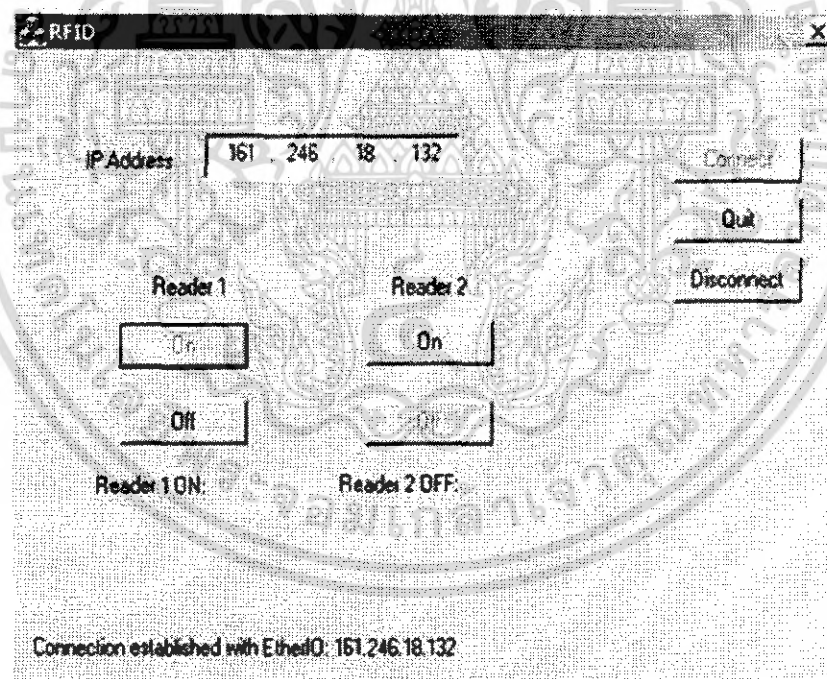 RFID
IP Address 161 . 246 . 18 . 132
Connect
Quit
Disconnect
Reader 1 Reader 2
On On
Off Off
Reader 1 ON: Reader 2 OFF:
Connection established with EtherIO: 161.246.18.132